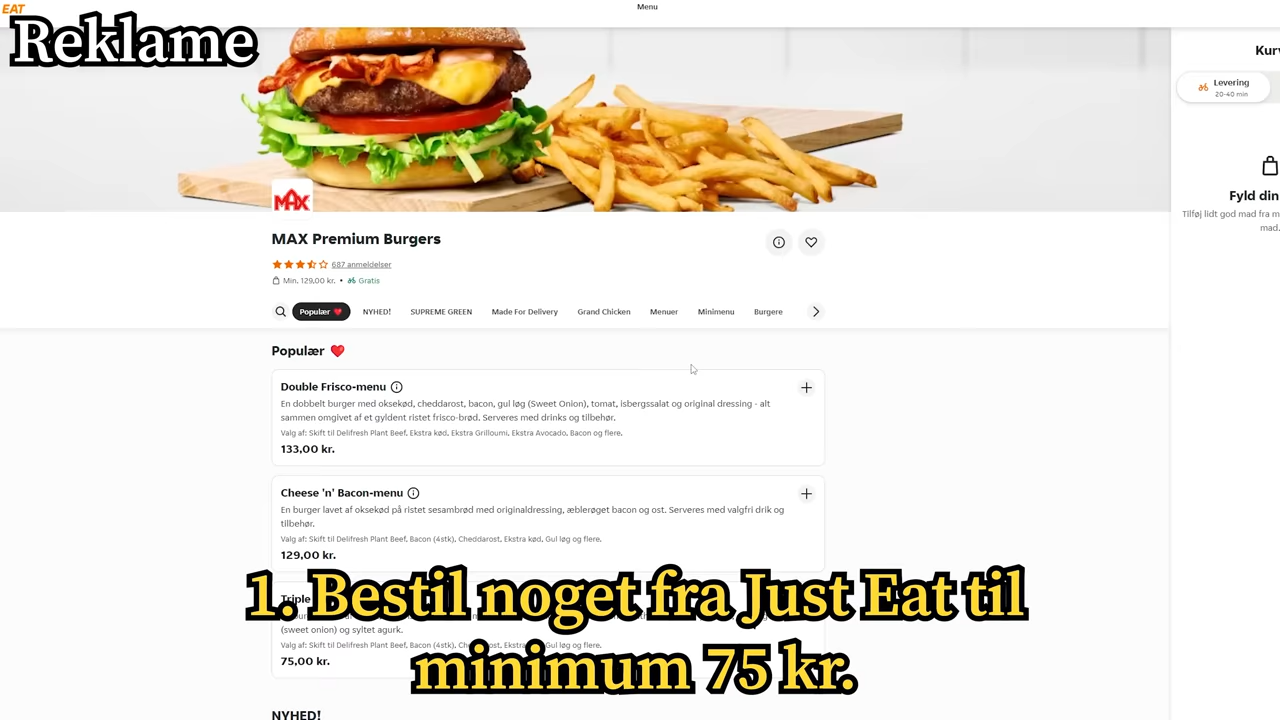 EAT
Menu
Reklame
Levering
20-40 min
Fyld din
Tilføj lidt god mad fra m
mad.
MAX
MAX Premium Burgers
687 anmeldelser
Min. 129,00 kr. • Gratis
Populær NYHED! SUPREME GREEN Made For Delivery Grand Chicken Menuer Minimenu Burgere
Populær
Double Frisco-menu
En dobbelt burger med oksekød, cheddarost, bacon, gul løg (Sweet Onion), tomat, isbergssalat og original dressing - alt
sammen omgivet af et gyldent ristet frisco-brød. Serveres med drinks og tilbehør.
Valg af: Skift til Delifresh Plant Beef, Ekstra kød, Ekstra Grilloumi, Ekstra Avocado, Bacon og flere.
133,00 kr.
Cheese 'n' Bacon-menu
En burger lavet af oksekød på ristet sesambrød med originaldressing, æblerøget bacon og ost. Serveres med valgfri drik og
tilbehør.
Valg af: Skift til Delifresh Plant Beef, Bacon (4stk), Cheddarost, Ekstra kød, Gul løg og flere.
129,00 kr.
Triple
(sweet onion) og syltet agurk.
Valg af: Skift til Delifresh Plant Beef, Bacon (4stk), Ekstra kød, Gul løg og flere.
75,00 kr.
1. Bestil noget fra Just Eat til
minimum 75 kr.
NYHED!